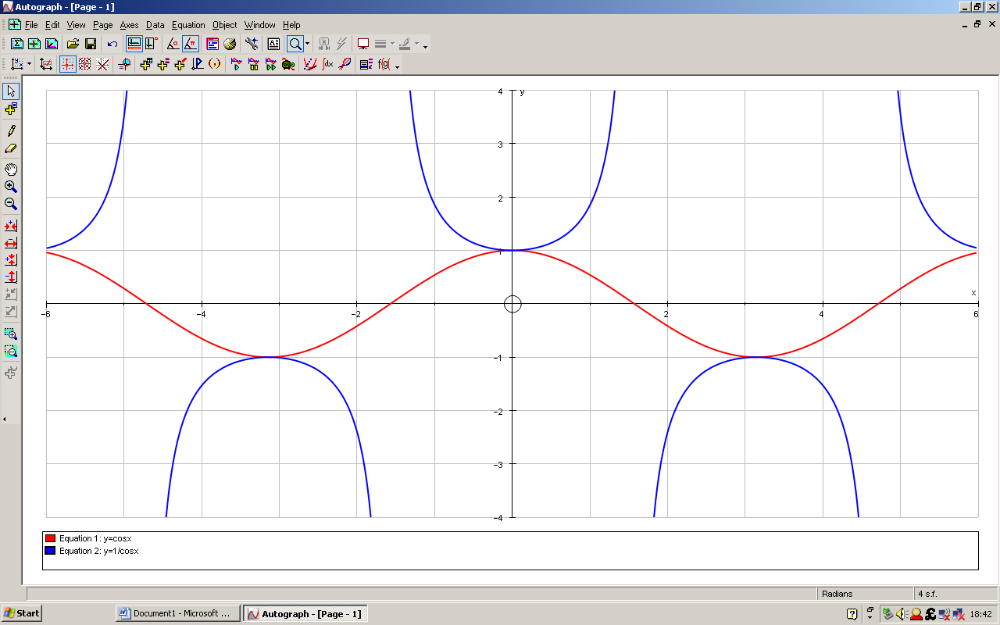 Autograph - [Page - 1]
File Edit View Page Axes Data Equation Object Window Help
f(g(
4 y
3
2
1
x
−6 −4 −2 2 4 6
−1
−2
−3
−4
Equation 1: y=cosx
Equation 2: y=1/cosx
Radians 4 s.f.
Start Document1 - Microsoft ... Autograph - [Page - 1] 18:42